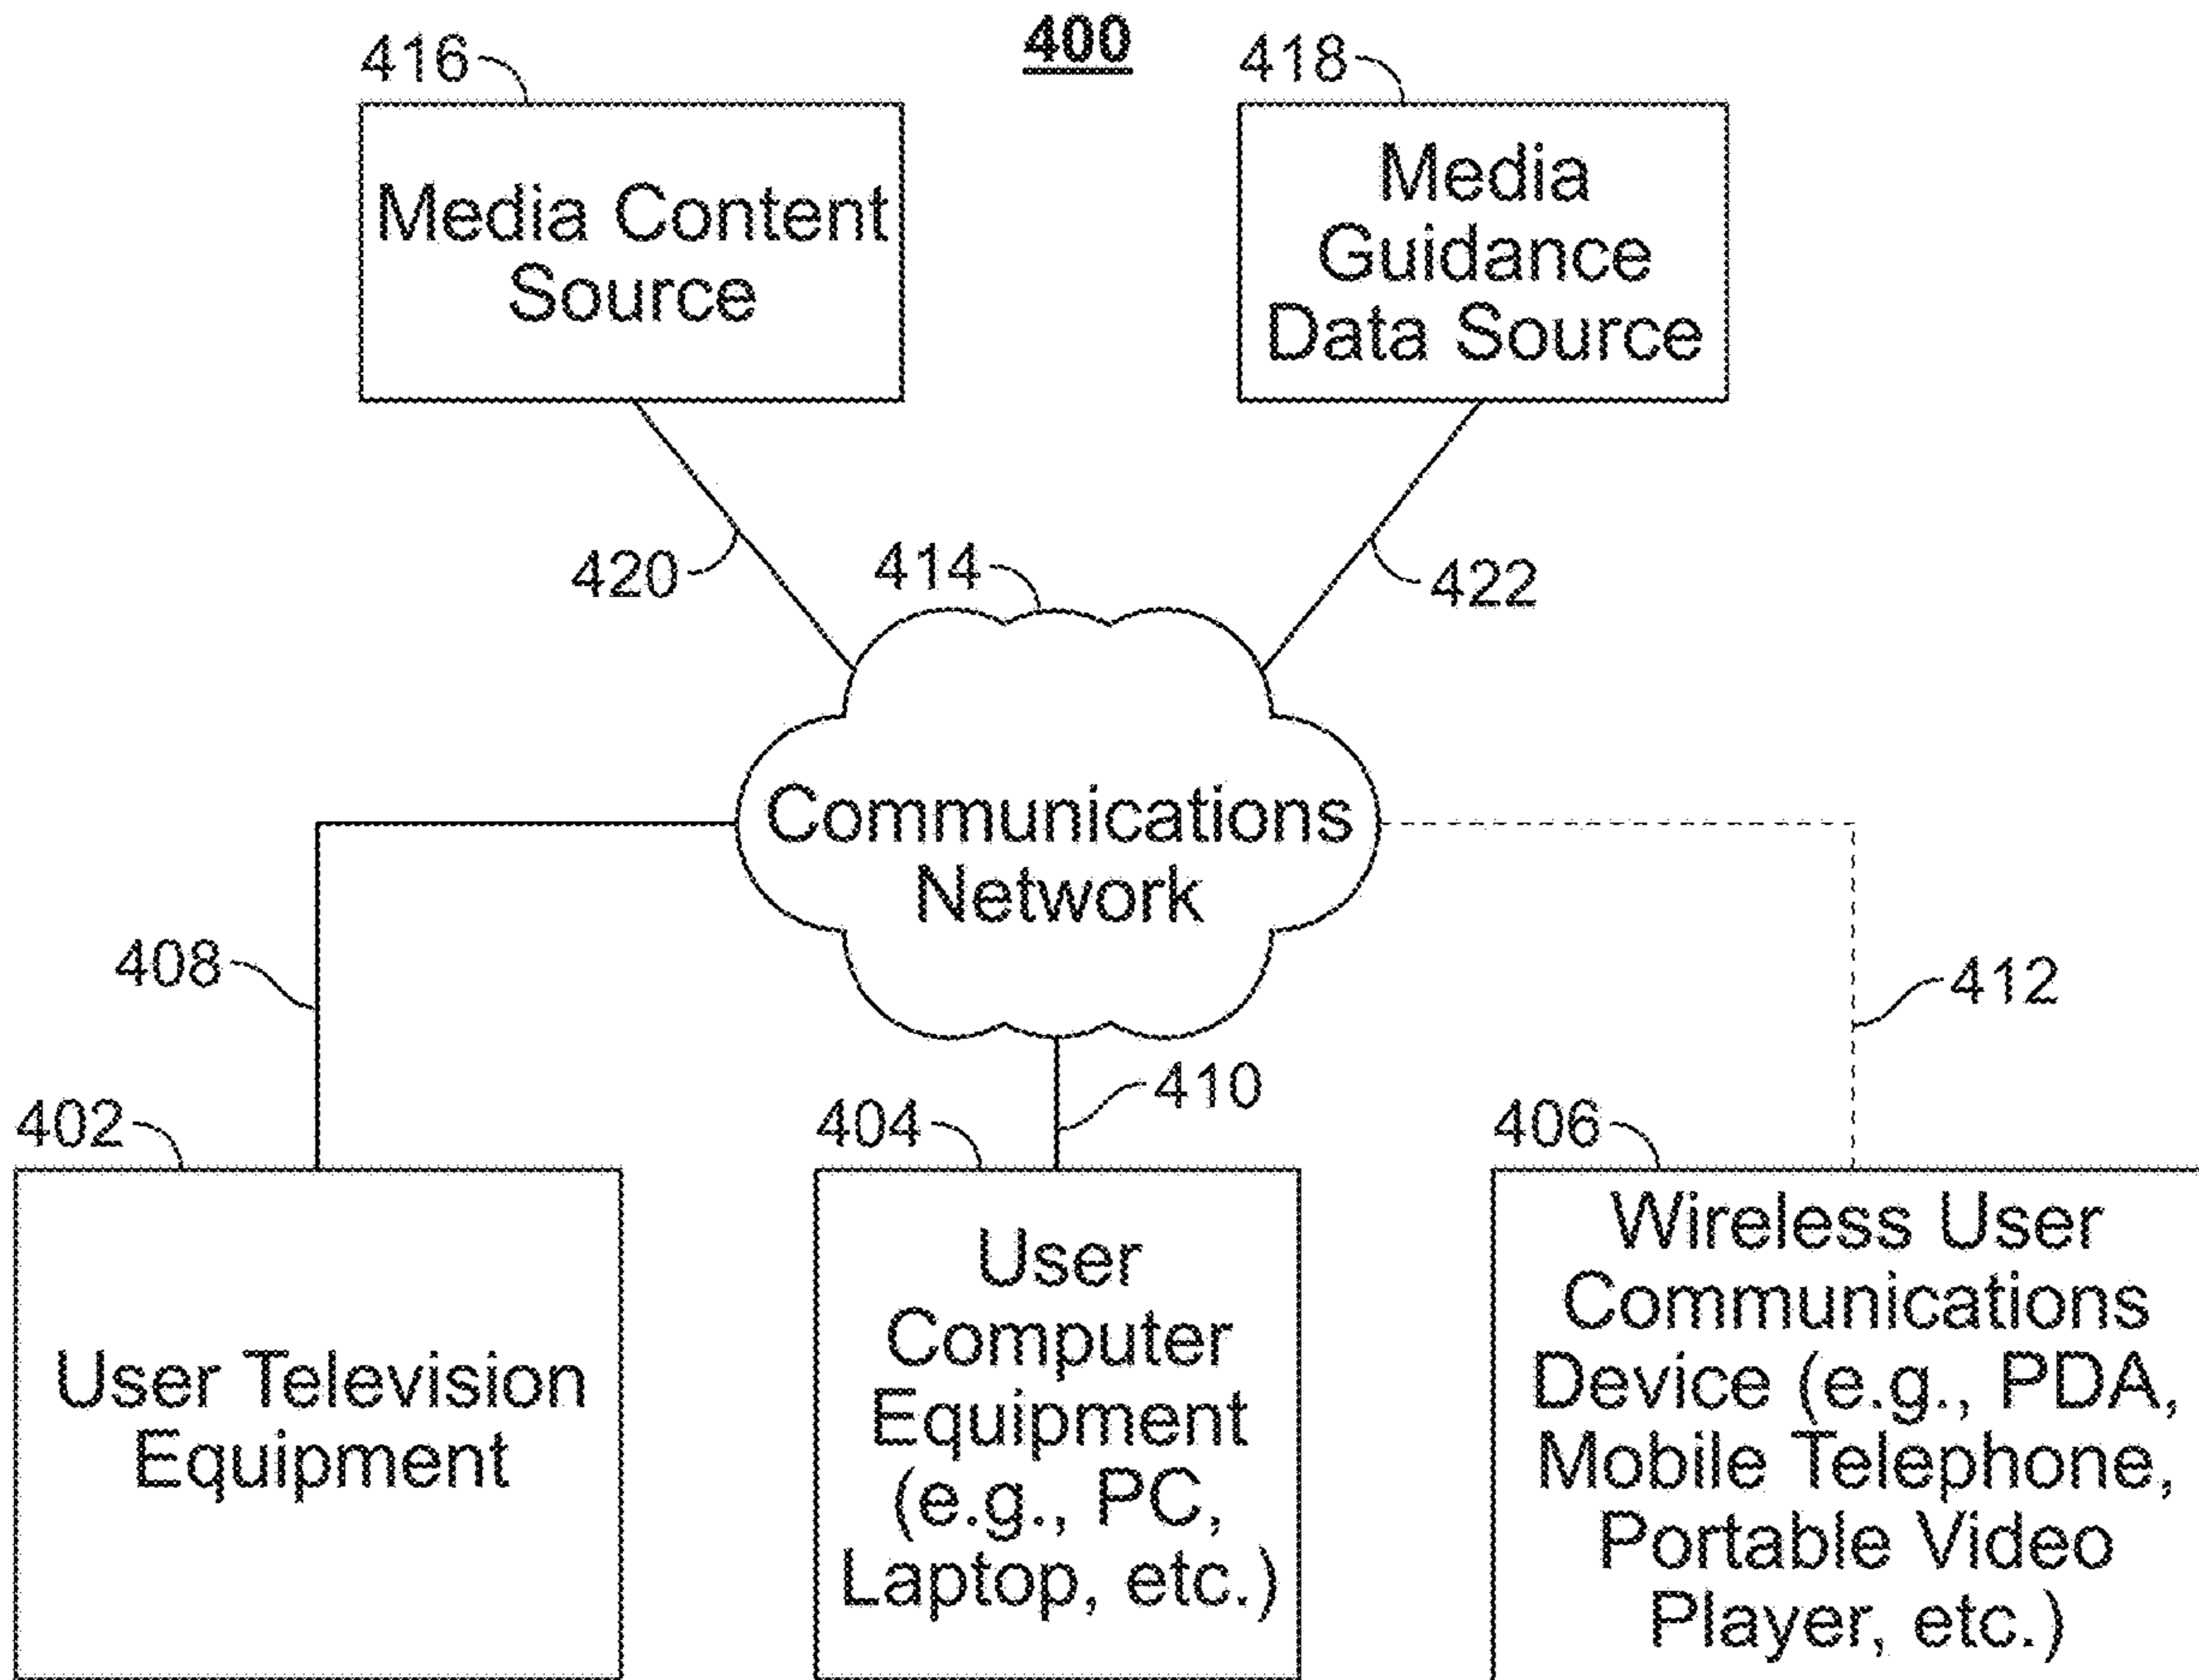 400
416
418
Media Content
Source
Media
Guidance
Data Source
420
414
422
Communications
Network
408
412
410
402
404
406
User Television
Equipment
User
Computer
Equipment
(e.g., PC,
Laptop, etc.)
Wireless User
Communications
Device (e.g., PDA,
Mobile Telephone,
Portable Video
Player, etc.)